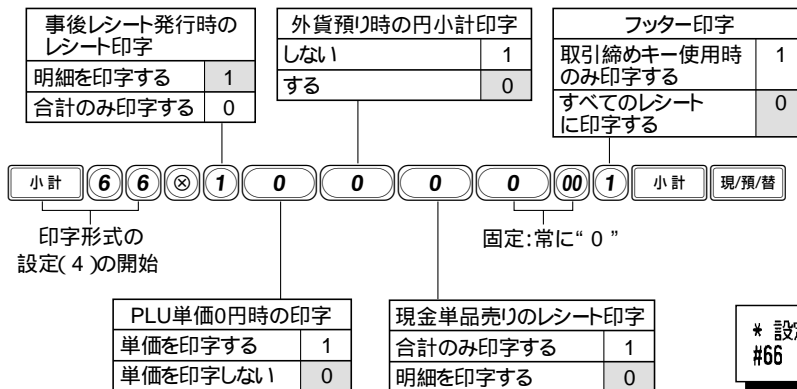 事後レシート発行時の
レシート印字
明細を印字する 1
合計のみ印字する 0
外貨預り時の円小計印字
しない 1
する 0
フッター印字
取引締めキー使用時
のみ印字する 1
すべてのレシート
に印字する 0
小計 6 6 ⊗ 1 0 0 0 0 00 1 小計 現/預/替
印字形式の
設定(4)の開始
固定:常に“0”
PLU単価0円時の印字
単価を印字する 1
単価を印字しない 0
現金単品売りのレシート印字
合計のみ印字する 1
明細を印字する 0
* 設
#66